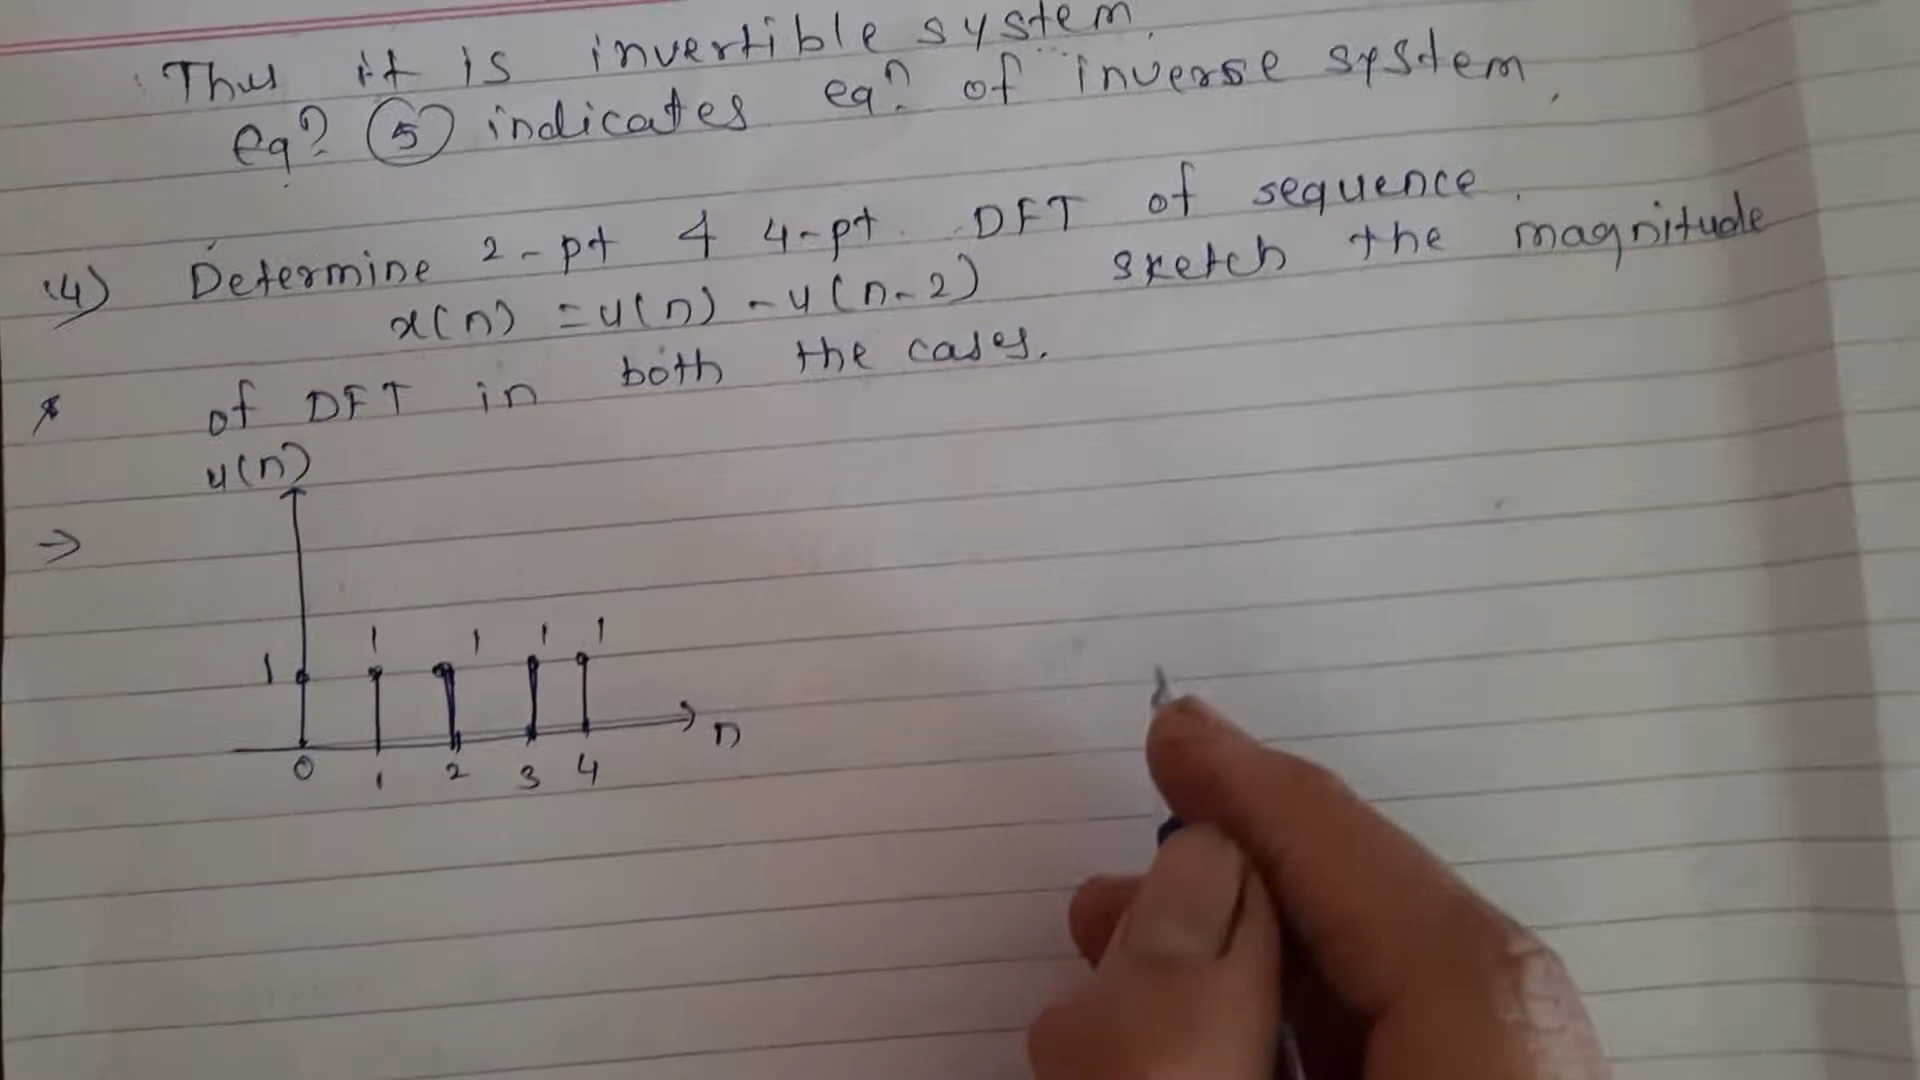 Thus it is invertible system.
eqⁿ. (5) indicates eqⁿ of inverse system.
(4) Determine 2-pt & 4-pt. DFT of sequence.
x(n) = u(n) - u(n-2) sketch the magnitude
of DFT in both the cases.
u(n)
→
1 1 1 1
1
n
0 1 2 3 4